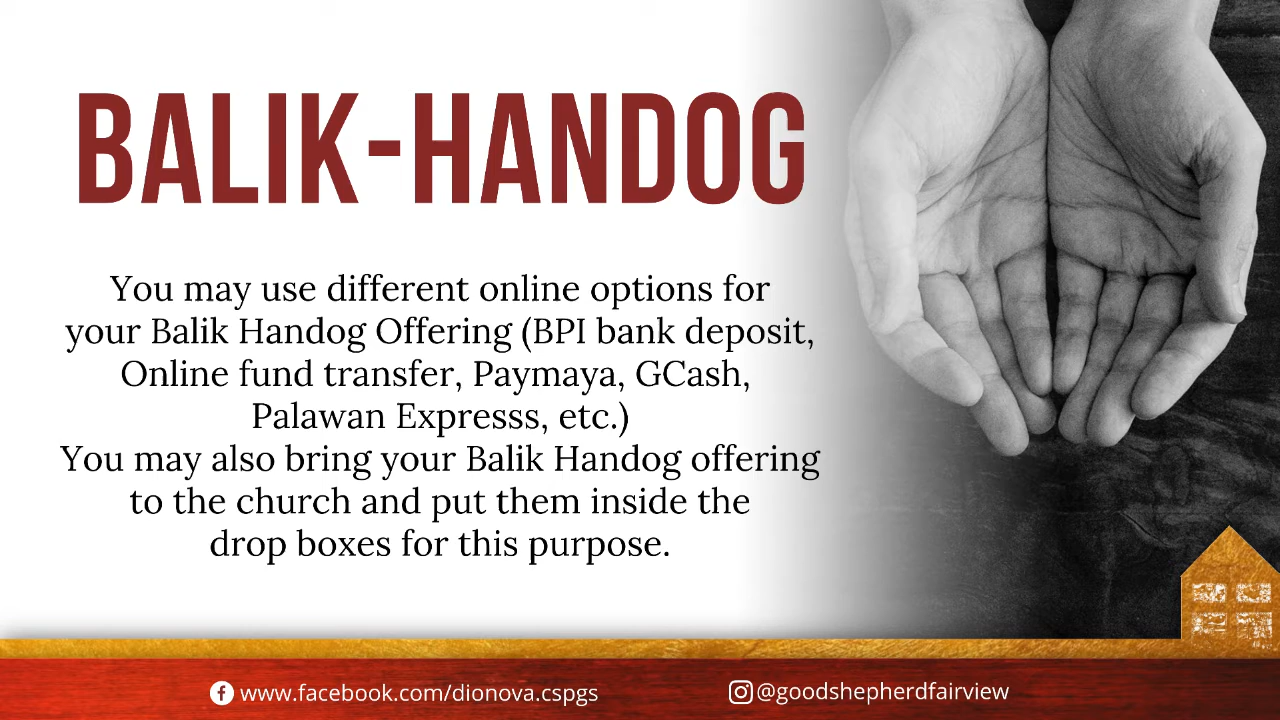 BALIK-HANDOG
You may use different online options for
your Balik Handog Offering (BPI bank deposit,
Online fund transfer, Paymaya, GCash,
Palawan Expresss, etc.)
You may also bring your Balik Handog offering
to the church and put them inside the
drop boxes for this purpose.
www.facebook.com/dionova.cspgs
@goodshepherdfairview